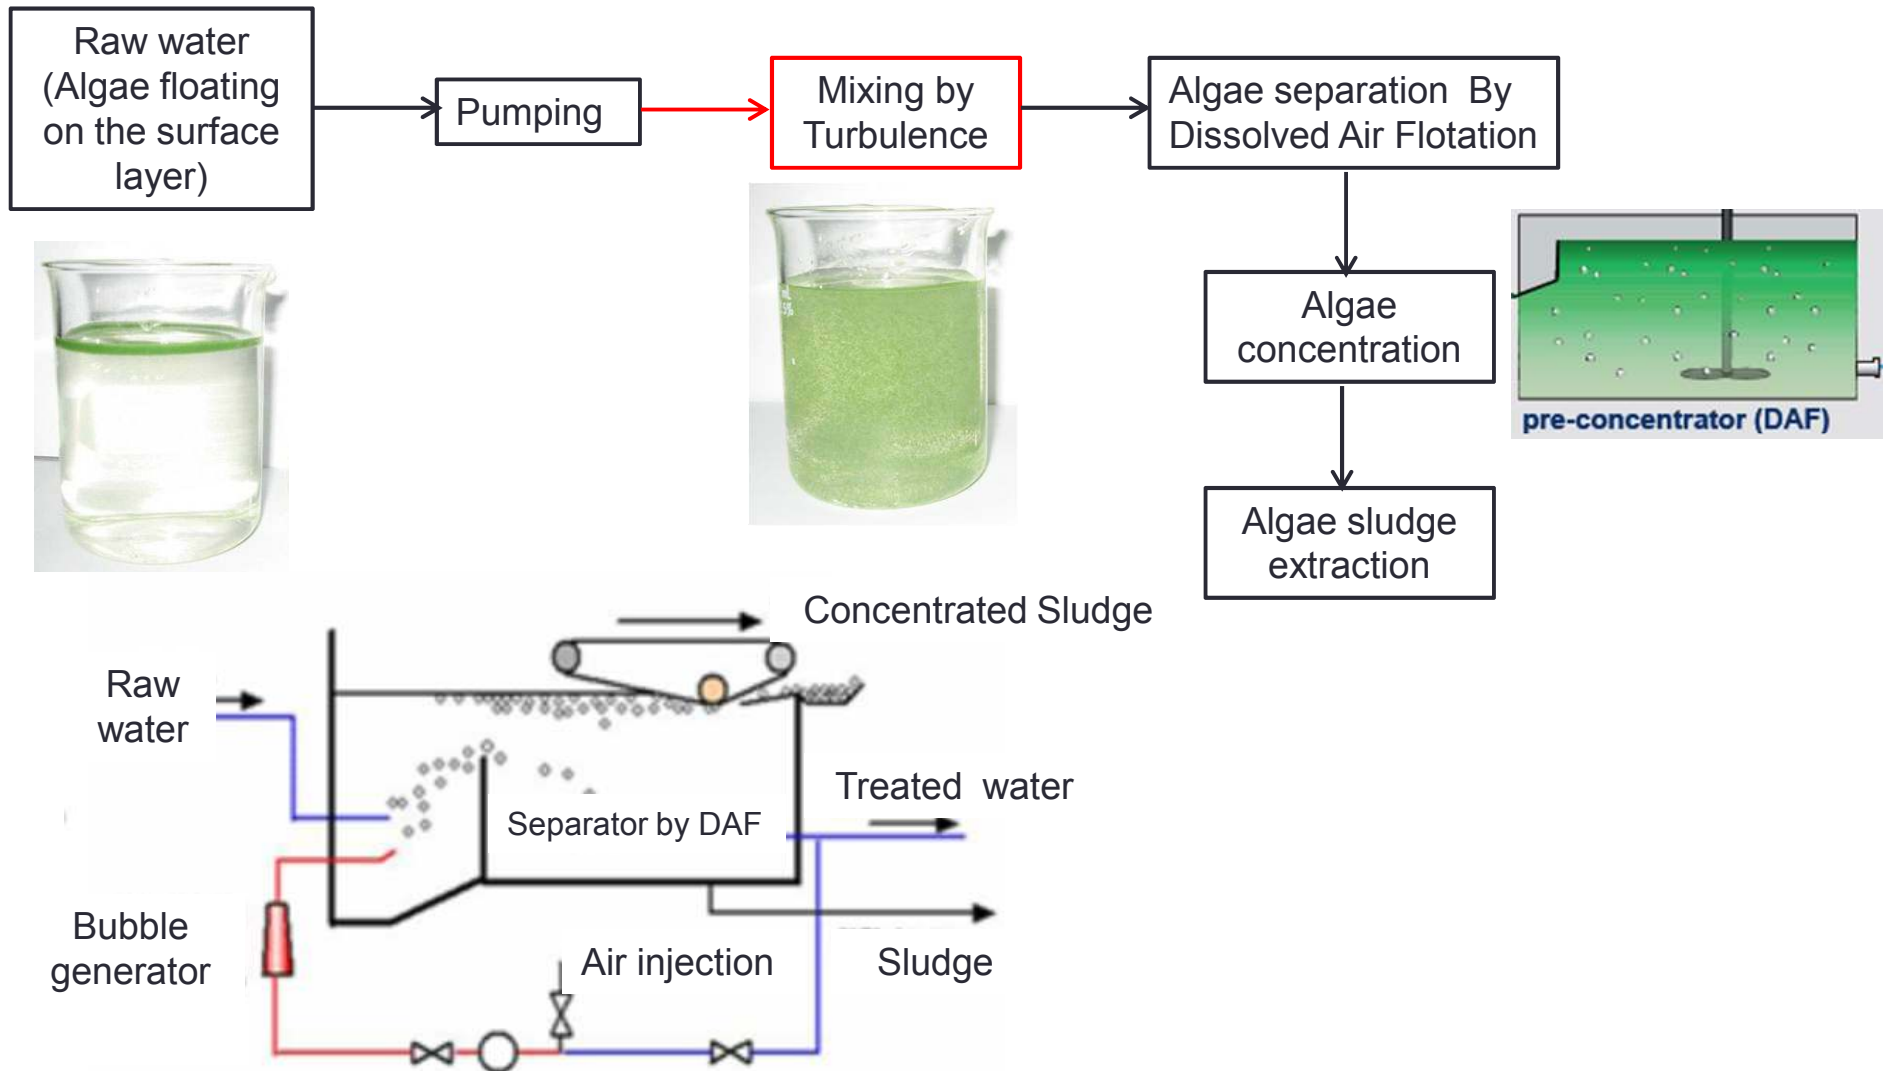 Raw water
(Algae floating
on the surface
layer)
Pumping
Mixing by
Turbulence
Algae separation By
Dissolved Air Flotation
Algae
concentration
pre-concentrator (DAF)
Algae sludge
extraction
Concentrated Sludge
Raw
water
Treated water
Separator by DAF
Bubble
generator
Air injection
Sludge